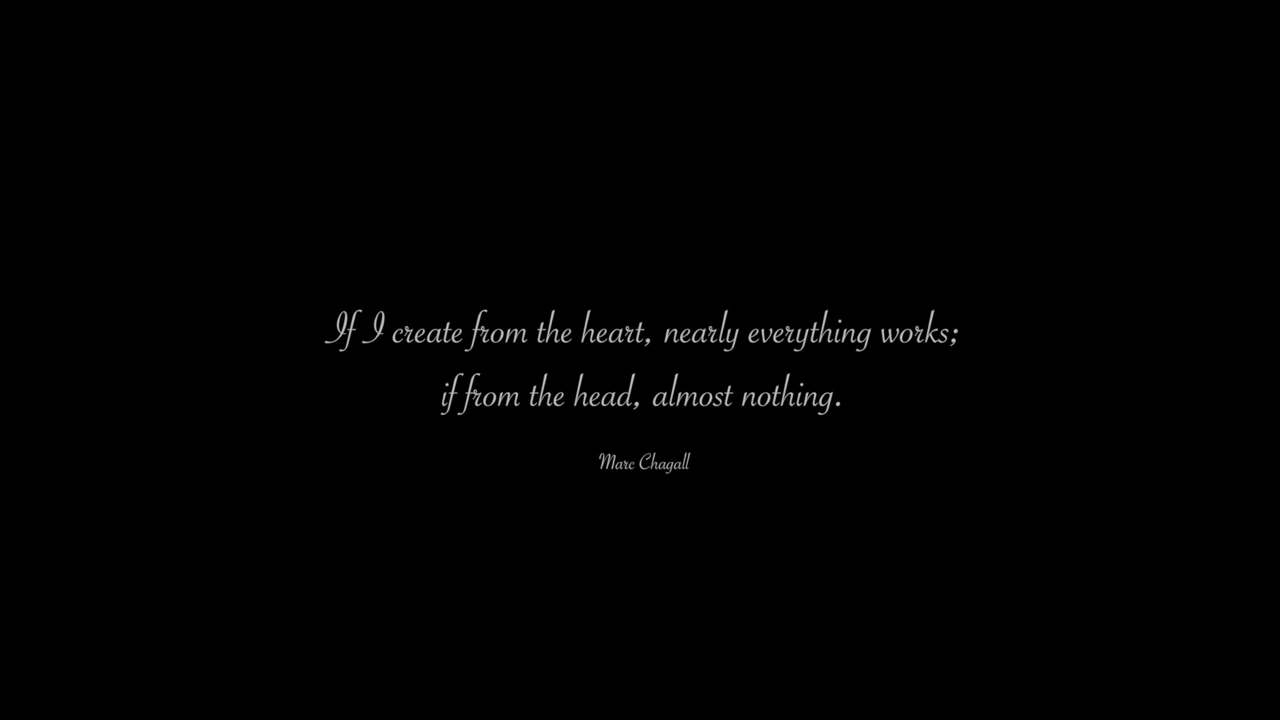 If I create from the heart, nearly everything works;
if from the head, almost nothing.
Marc Chagall